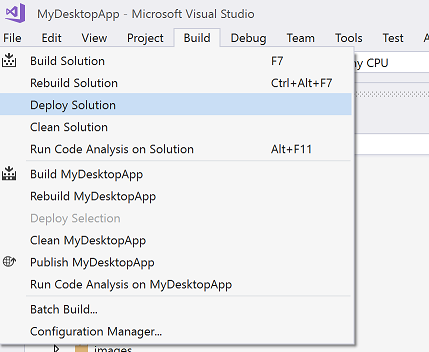 MyDesktopApp - Microsoft Visual Studio
File Edit View Project Build Debug Team Tools Test A
Build Solution F7
ny CPU
Rebuild Solution Ctrl+Alt+F7
Deploy Solution
Clean Solution
Run Code Analysis on Solution Alt+F11
Build MyDesktopApp
Rebuild MyDesktopApp
Deploy Selection
Clean MyDesktopApp
Publish MyDesktopApp
Run Code Analysis on MyDesktopApp
Batch Build...
Configuration Manager...
images